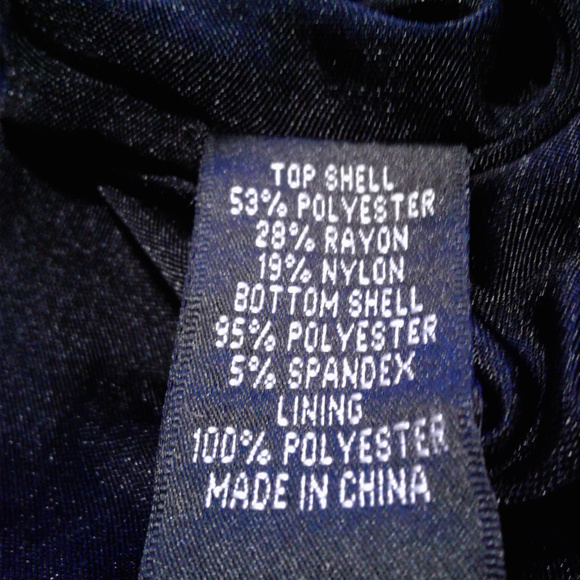 TOP SHELL
53% POLYESTER
28% RAYON
19% NYLON
BOTTOM SHELL
95% POLYESTER
5% SPANDEX
LINING
100% POLYESTER
MADE IN CHINA